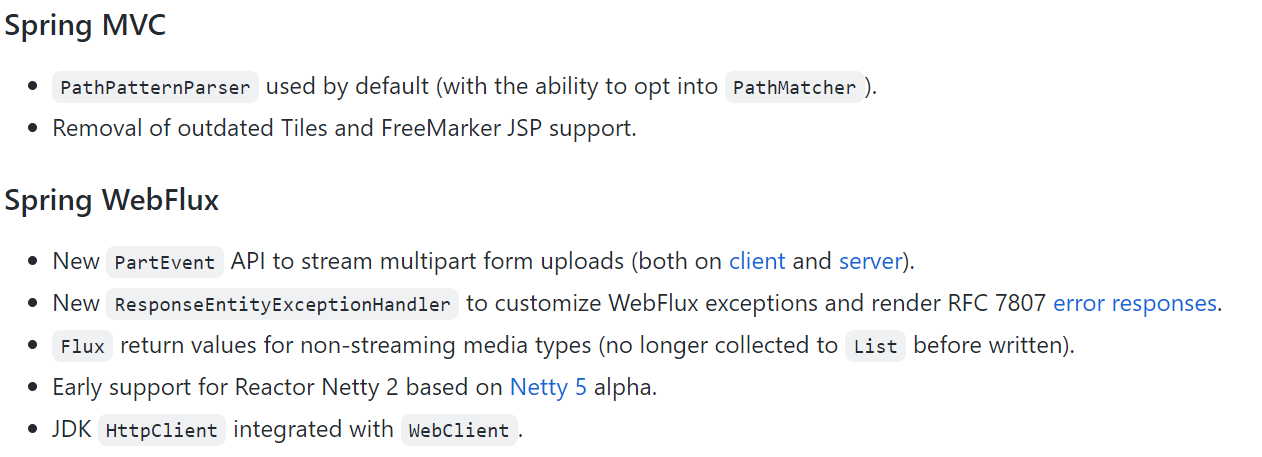 Spring MVC
• PathPatternParser used by default (with the ability to opt into PathMatcher).
• Removal of outdated Tiles and FreeMarker JSP support.
Spring WebFlux
• New PartEvent API to stream multipart form uploads (both on client and server).
• New ResponseEntityExceptionHandler to customize WebFlux exceptions and render RFC 7807 error responses.
• Flux return values for non-streaming media types (no longer collected to List before written).
• Early support for Reactor Netty 2 based on Netty 5 alpha.
• JDK HttpClient integrated with WebClient.